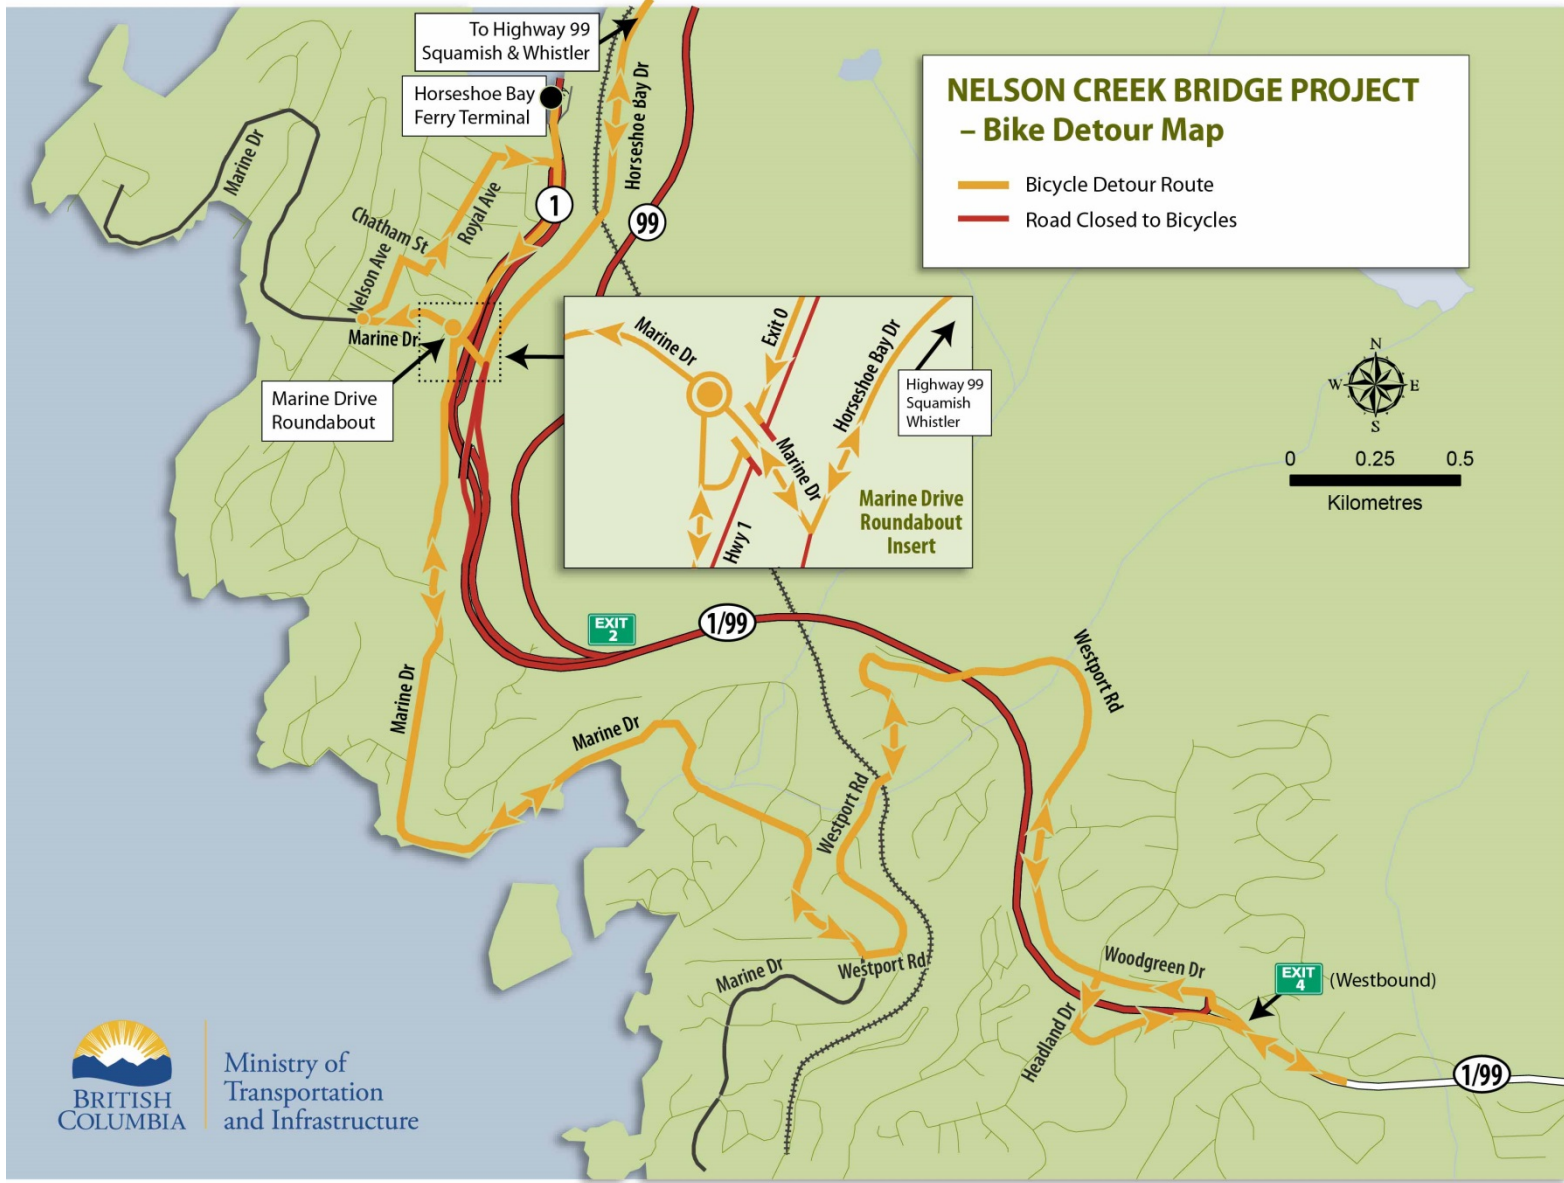 To Highway 99
Squamish & Whistler
Horseshoe Bay
Ferry Terminal
Horseshoe Bay Dr
NELSON CREEK BRIDGE PROJECT
– Bike Detour Map
Bicycle Detour Route
Road Closed to Bicycles
Marine Dr
Royal Ave
Chatham St
Nelson Ave
1
99
Marine Dr
Marine Drive
Roundabout
Marine Dr
Exit 0
Horseshoe Bay Dr
Highway 99
Squamish
Whistler
Marine Dr
Marine Drive
Roundabout
Insert
Hwy 1
N
W
E
S
0
0.25
0.5
Kilometres
EXIT
2
1/99
Westport Rd
Marine Dr
Marine Dr
Westport Rd
Westport Rd
Marine Dr
Woodgreen Dr
EXIT
4
(Westbound)
Headland Dr
1/99
BRITISH
COLUMBIA
Ministry of
Transportation
and Infrastructure